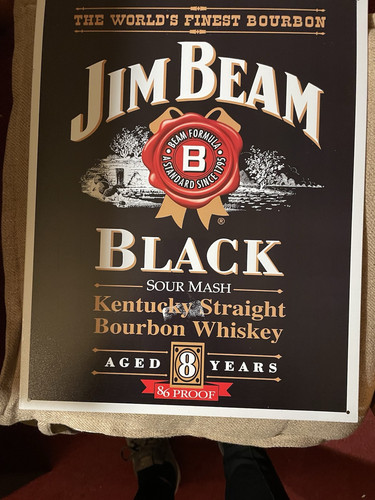 THE WORLD'S FINEST BOURBON
JIM BEAM
BEAM FORMULA
B
A STANDARD SINCE 1795
®
BLACK
SOUR MASH
Kentucky Straight
Bourbon Whiskey
AGED 8 YEARS
86 PROOF